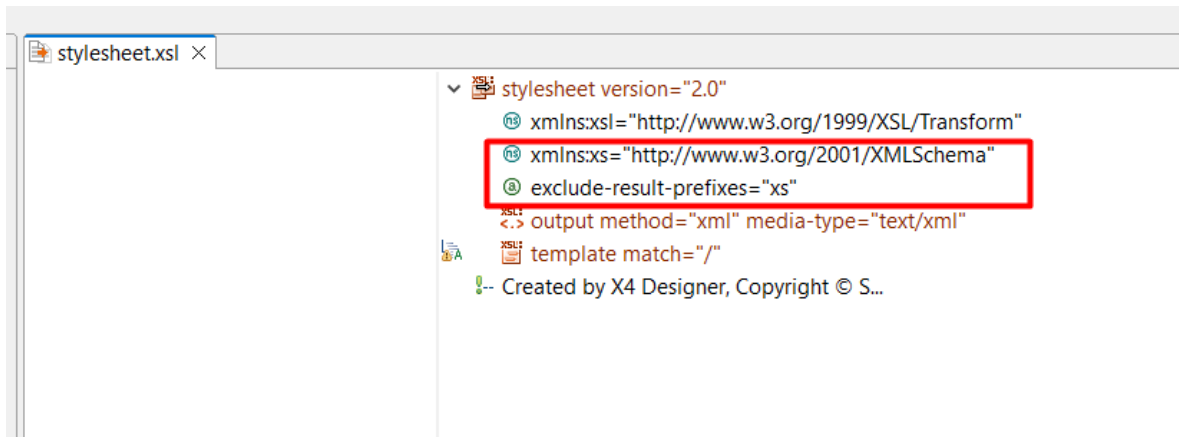 stylesheet.xsl
stylesheet version="2.0"
xmlns:xsl="http://www.w3.org/1999/XSL/Transform"
xmlns:xs="http://www.w3.org/2001/XMLSchema"
exclude-result-prefixes="xs"
output method="xml" media-type="text/xml"
template match="/"
Created by X4 Designer, Copyright © S...